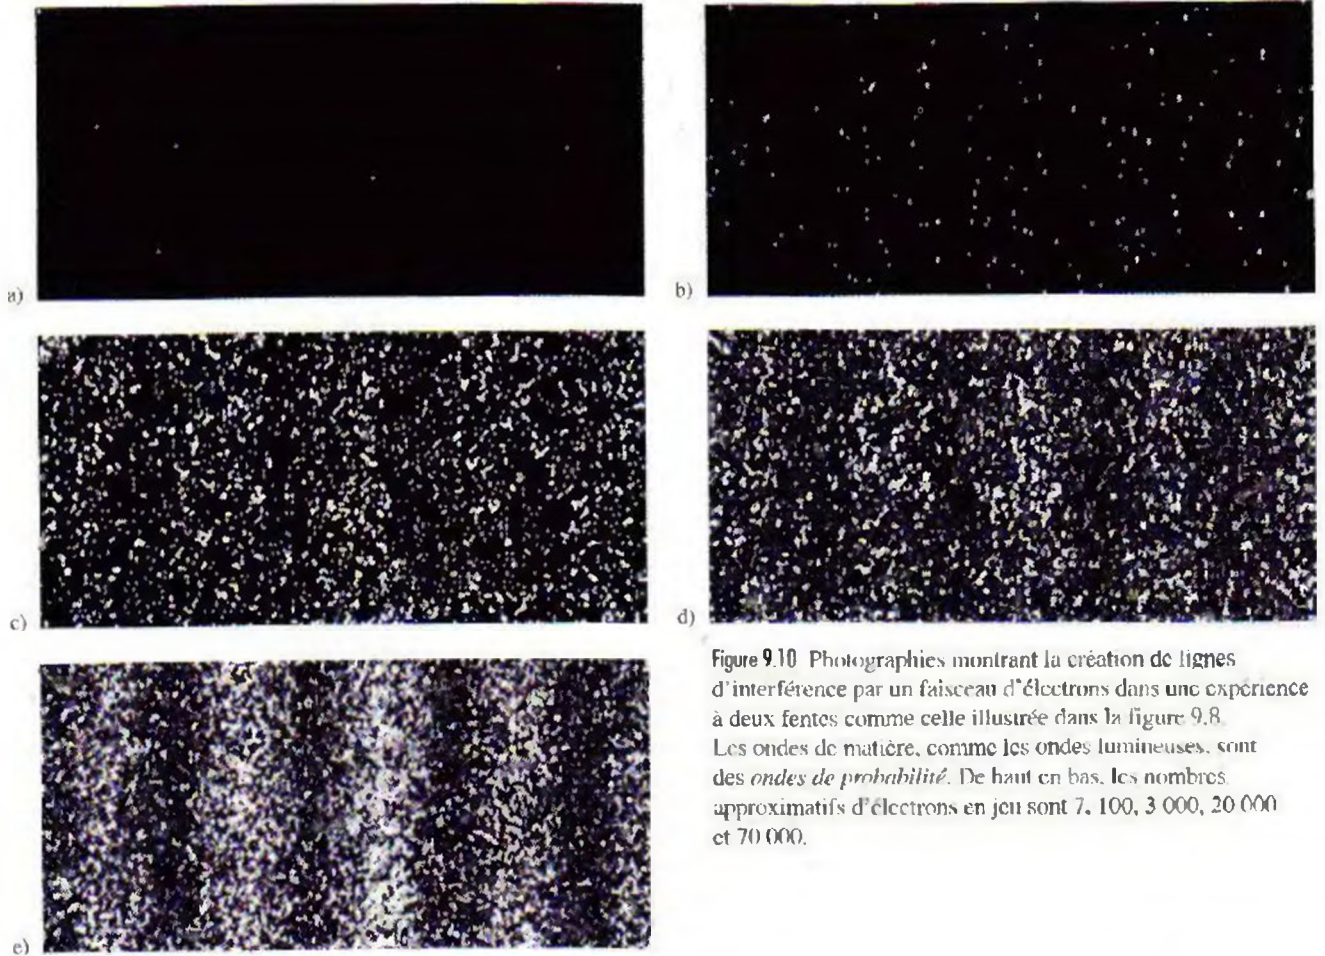 a)
b)
c)
d)
e)
Figure 9.10 Photographies montrant la création de lignes
d'interférence par un faisceau d'électrons dans une expérience
à deux fentes comme celle illustrée dans la figure 9.8.
Les ondes de matière, comme les ondes lumineuses, sont
des ondes de probabilité. De haut en bas, les nombres
approximatifs d'électrons en jeu sont 7, 100, 3 000, 20 000
et 70 000.